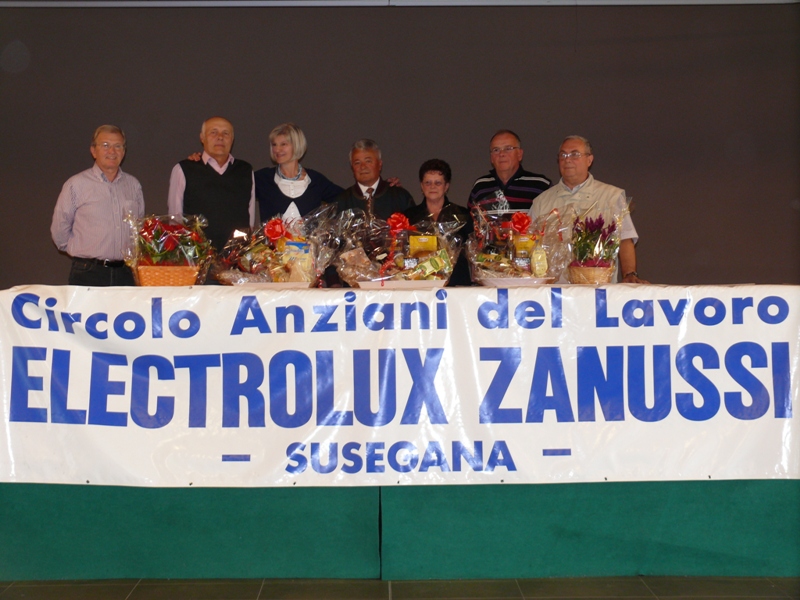 Circolo Anziani del Lavoro
ELECTROLUX ZANUSSI
- SUSEGANA -